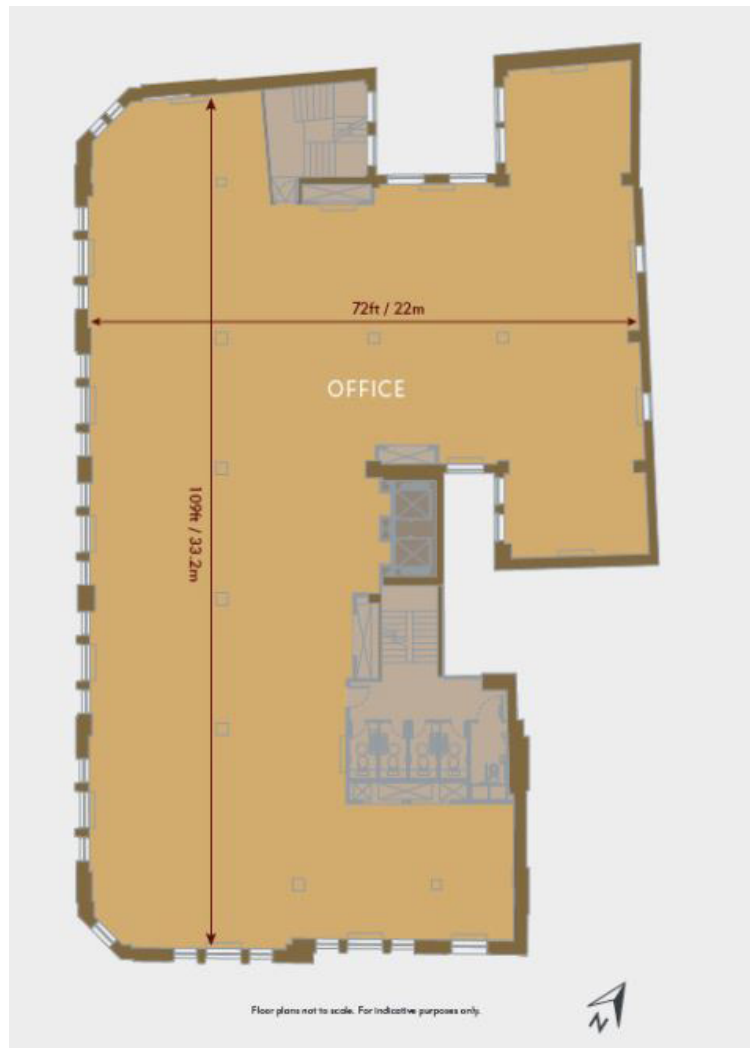 72ft / 22m
OFFICE
109ft / 33.2m
Floor plans not to scale. For indicative purposes only.
N